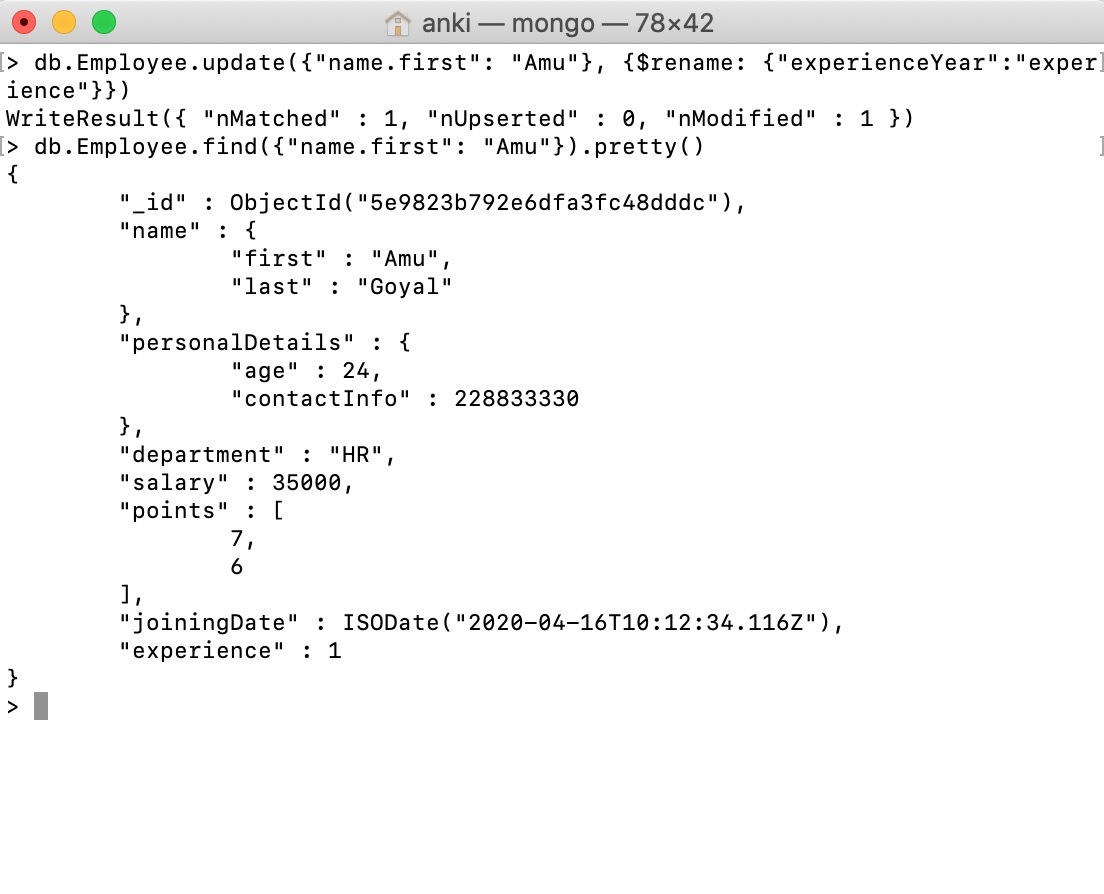 anki — mongo — 78×42
[> db.Employee.update({"name.first": "Amu"}, {$rename: {"experienceYear":"exper]
ience"}})
WriteResult({ "nMatched" : 1, "nUpserted" : 0, "nModified" : 1 })
[> db.Employee.find({"name.first": "Amu"}).pretty() ]
{
"_id" : ObjectId("5e9823b792e6dfa3fc48dddc"),
"name" : {
"first" : "Amu",
"last" : "Goyal"
},
"personalDetails" : {
"age" : 24,
"contactInfo" : 228833330
},
"department" : "HR",
"salary" : 35000,
"points" : [
7,
6
],
"joiningDate" : ISODate("2020-04-16T10:12:34.116Z"),
"experience" : 1
}
>